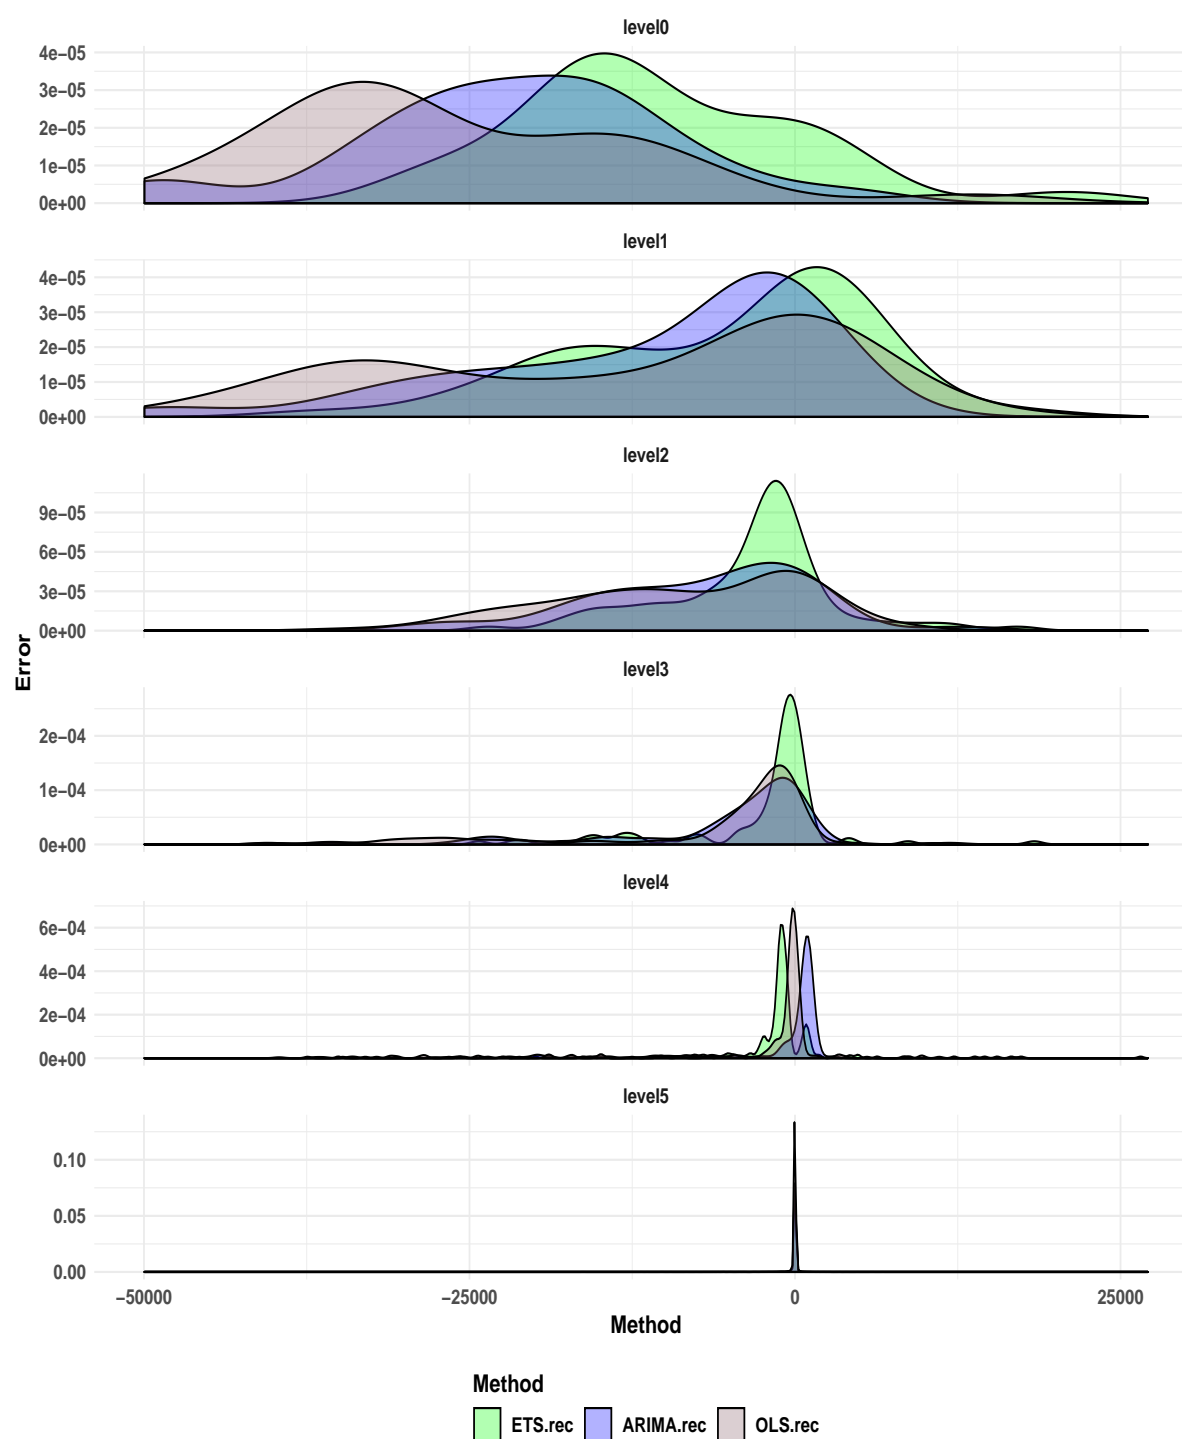 level0
4e−05
3e−05
2e−05
1e−05
0e+00
level1
4e−05
3e−05
2e−05
1e−05
0e+00
level2
9e−05
6e−05
3e−05
0e+00
Error
level3
2e−04
1e−04
0e+00
level4
6e−04
4e−04
2e−04
0e+00
level5
0.10
0.05
0.00
−50000 −25000 0 25000
Method
Method
ETS.rec ARIMA.rec OLS.rec